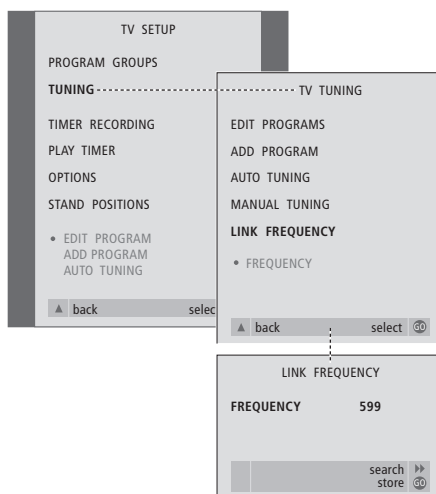 TV SETUP
PROGRAM GROUPS
TUNING
TIMER RECORDING
PLAY TIMER
OPTIONS
STAND POSITIONS
• EDIT PROGRAM
ADD PROGRAM
AUTO TUNING
▲ back selec
TV TUNING
EDIT PROGRAMS
ADD PROGRAM
AUTO TUNING
MANUAL TUNING
LINK FREQUENCY
• FREQUENCY
▲ back select GO
LINK FREQUENCY
FREQUENCY 599
search ▶▶
store GO